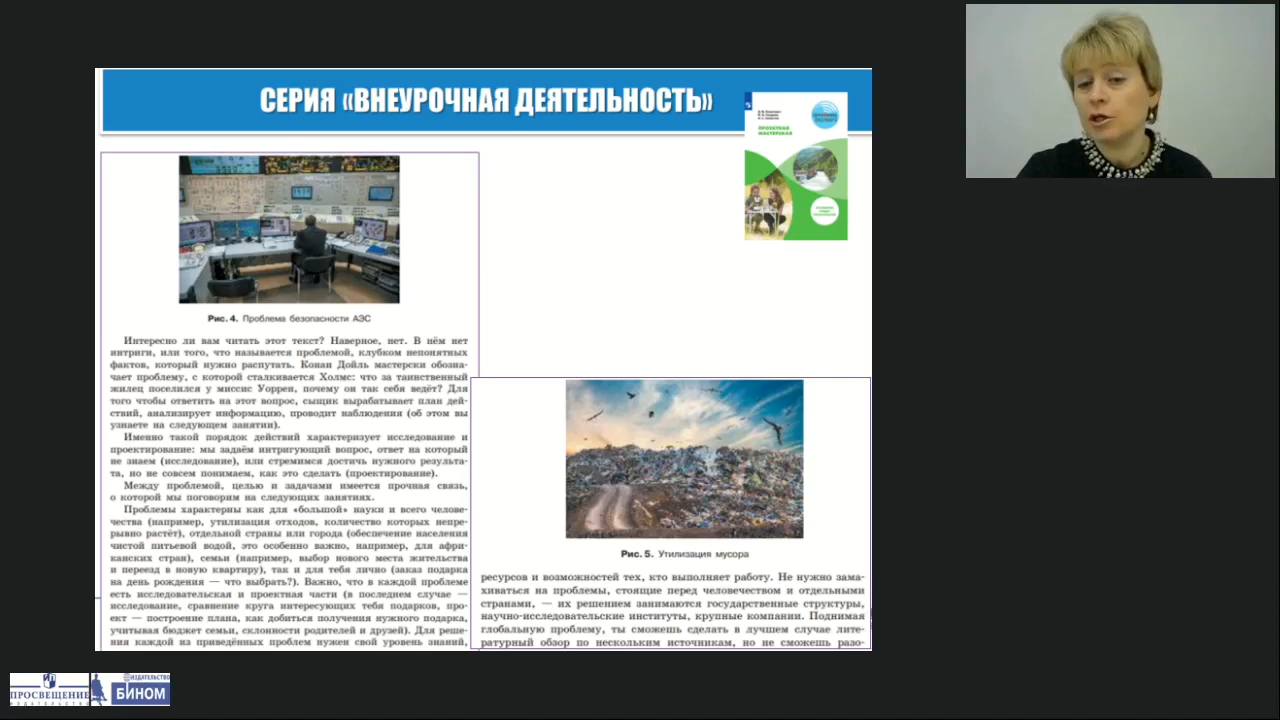 СЕРИЯ «ВНЕУРОЧНАЯ ДЕЯТЕЛЬНОСТЬ»
ПРОЕКТНАЯ
МАСТЕРСКАЯ
Рис. 4. Проблема безопасности АЭС
Интересно ли вам читать этот текст? Наверное, нет. В нём нет
интриги, или того, что называется проблемой, клубком непонятных
фактов, который нужно распутать. Конан Дойль мастерски обозна-
чает проблему, с которой сталкивается Холмс: что за таинственный
жилец поселился у миссис Уоррен, почему он так себя ведёт? Для
того чтобы ответить на этот вопрос, сыщик вырабатывает план дей-
ствий, анализирует информацию, проводит наблюдения (об этом вы
узнаете на следующем занятии).
Именно такой порядок действий характеризует исследование и
проектирование: мы задаём интригующий вопрос, ответ на который
не знаем (исследование), или стремимся достичь нужного результа-
та, но не совсем понимаем, как это сделать (проектирование).
Между проблемой, целью и задачами имеется прочная связь,
о которой мы поговорим на следующих занятиях.
Проблемы характерны как для «большой» науки и всего челове-
чества (например, утилизация отходов, количество которых непре-
рывно растёт), отдельной страны или города (обеспечение населения
чистой питьевой водой, это особенно важно, например, для афри-
канских стран), семьи (например, выбор нового места жительства
и переезд в новую квартиру), так и для тебя лично (заказ подарка
на день рождения — что выбрать?). Важно, что в каждой проблеме
есть исследовательская и проектная части (в последнем случае —
исследование, сравнение круга интересующих тебя подарков, про-
ект — построение плана, как добиться получения нужного подарка,
учитывая бюджет семьи, склонности родителей и друзей). Для реше-
ния каждой из приведённых проблем нужен свой уровень знаний,
Рис. 5. Утилизация мусора
ресурсов и возможностей тех, кто выполняет работу. Не нужно зама-
хиваться на проблемы, стоящие перед человечеством и отдельными
странами, — их решением занимаются государственные структуры,
научно-исследовательские институты, крупные компании. Поднимая
глобальную проблему, ты сможешь сделать в лучшем случае лите-
ратурный обзор по нескольким источникам, но не сможешь разо-
ПРОСВЕЩЕНИЕ
ИЗДАТЕЛЬСТВО
ИЗДАТЕЛЬСТВО
БИНОМ